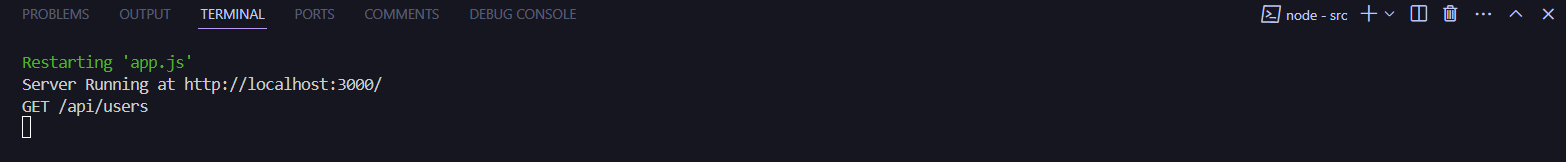 PROBLEMS OUTPUT TERMINAL PORTS COMMENTS DEBUG CONSOLE node - src
Restarting 'app.js'
Server Running at http://localhost:3000/
GET /api/users